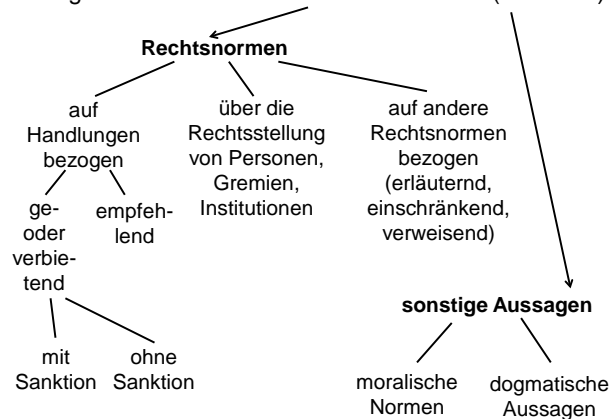 Rechtsnormen
auf
Handlungen
bezogen
über die
Rechtsstellung
von Personen,
Gremien,
Institutionen
auf andere
Rechtsnormen
bezogen
(erläuternd,
einschränkend,
verweisend)
ge-
oder
verbie-
tend
empfeh-
lend
mit
Sanktion
ohne
Sanktion
sonstige Aussagen
moralische
Normen
dogmatische
Aussagen